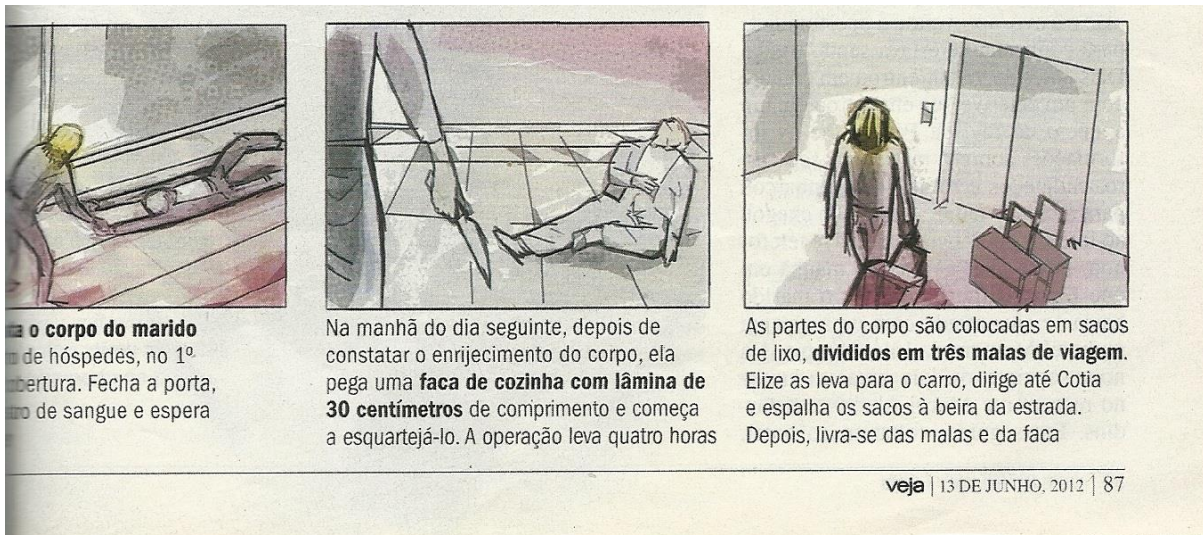 o corpo do marido
de hóspedes, no 1º
Fecha a porta,
de sangue e espera
Na manhã do dia seguinte, depois de
constatar o enrijecimento do corpo, ela
pega uma faca de cozinha com lâmina de
30 centímetros de comprimento e começa
a esquartejá-lo. A operação leva quatro horas
As partes do corpo são colocadas em sacos
de lixo, divididos em três malas de viagem.
Elize as leva para o carro, dirige até Cotia
e espalha os sacos à beira da estrada.
Depois, livra-se das malas e da faca
veja | 13 DE JUNHO, 2012 | 87